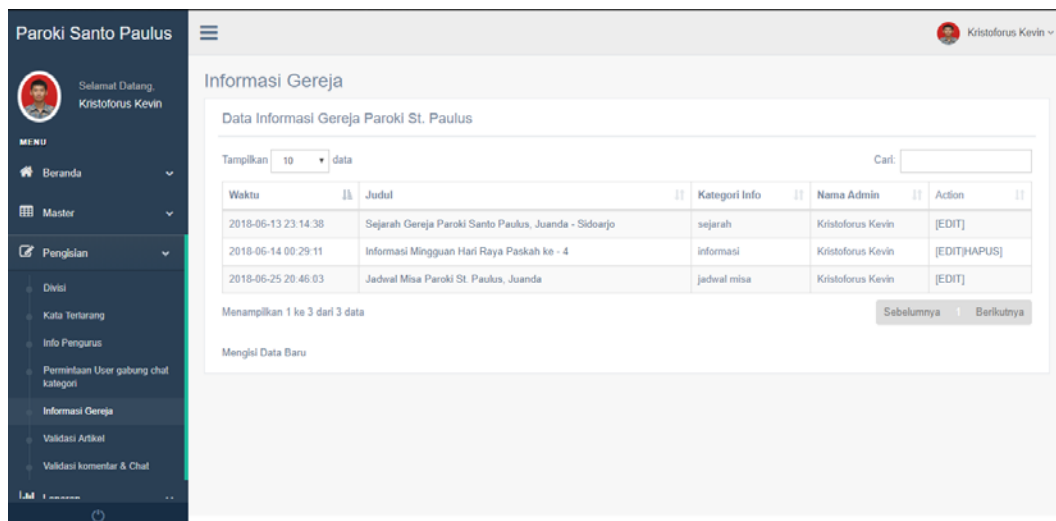 Paroki Santo Paulus
Kristoforus Kevin
Selamat Datang,
Kristoforus Kevin
MENU
Beranda
Master
Pengisian
Divisi
Kata Terlarang
Info Pengurus
Permintaan User gabung chat
kategori
Informasi Gereja
Validasi Artikel
Validasi komentar & Chat
Informasi Gereja
Data Informasi Gereja Paroki St. Paulus
Tampilkan 10 data
Cari:
Waktu Judul Kategori Info Nama Admin Action
2018-06-13 23:14:38 Sejarah Gereja Paroki Santo Paulus, Juanda - Sidoarjo sejarah Kristoforus Kevin [EDIT]
2018-06-14 00:29:11 Informasi Mingguan Hari Raya Paskah ke - 4 informasi Kristoforus Kevin [EDIT|HAPUS]
2018-06-25 20:46:03 Jadwal Misa Paroki St. Paulus, Juanda jadwal misa Kristoforus Kevin [EDIT]
Menampilkan 1 ke 3 dari 3 data
Sebelumnya 1 Berikutnya
Mengisi Data Baru